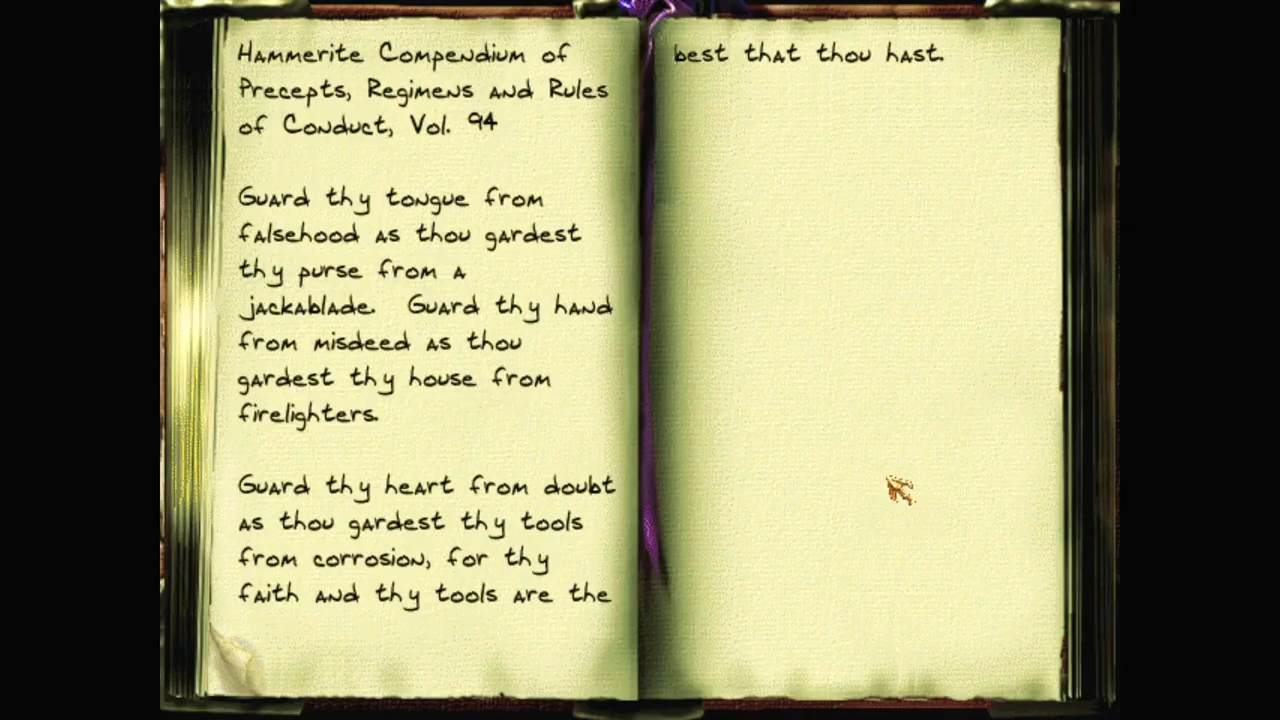 Hammerite Compendium of
Precepts, Regimens and Rules
of Conduct, Vol. 94
Guard thy tongue from
falsehood as thou gardest
thy purse from a
jackablade. Guard thy hand
from misdeed as thou
gardest thy house from
firelighters.
Guard thy heart from doubt
as thou gardest thy tools
from corrosion, for thy
faith and thy tools are the
best that thou hast.